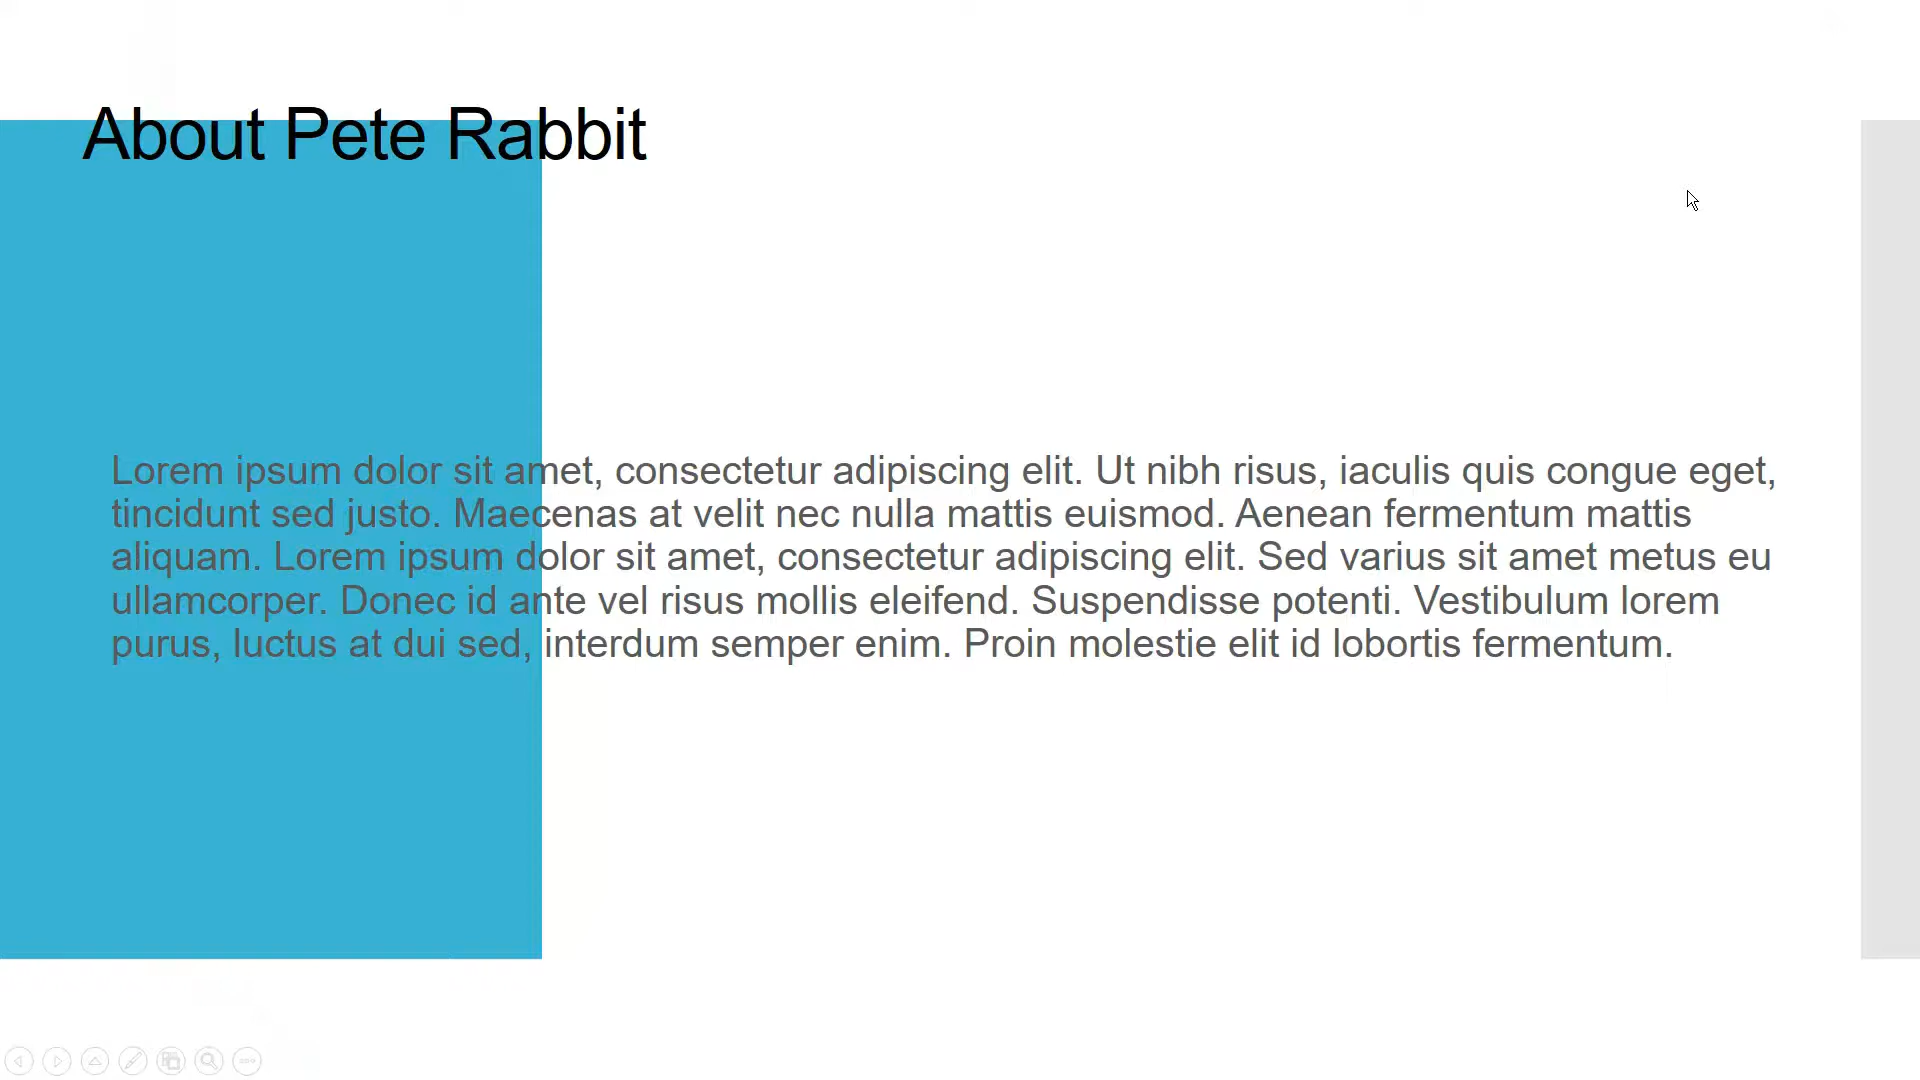 About Pete Rabbit
Lorem ipsum dolor sit amet, consectetur adipiscing elit. Ut nibh risus, iaculis quis congue eget,
tincidunt sed justo. Maecenas at velit nec nulla mattis euismod. Aenean fermentum mattis
aliquam. Lorem ipsum dolor sit amet, consectetur adipiscing elit. Sed varius sit amet metus eu
ullamcorper. Donec id ante vel risus mollis eleifend. Suspendisse potenti. Vestibulum lorem
purus, luctus at dui sed, interdum semper enim. Proin molestie elit id lobortis fermentum.